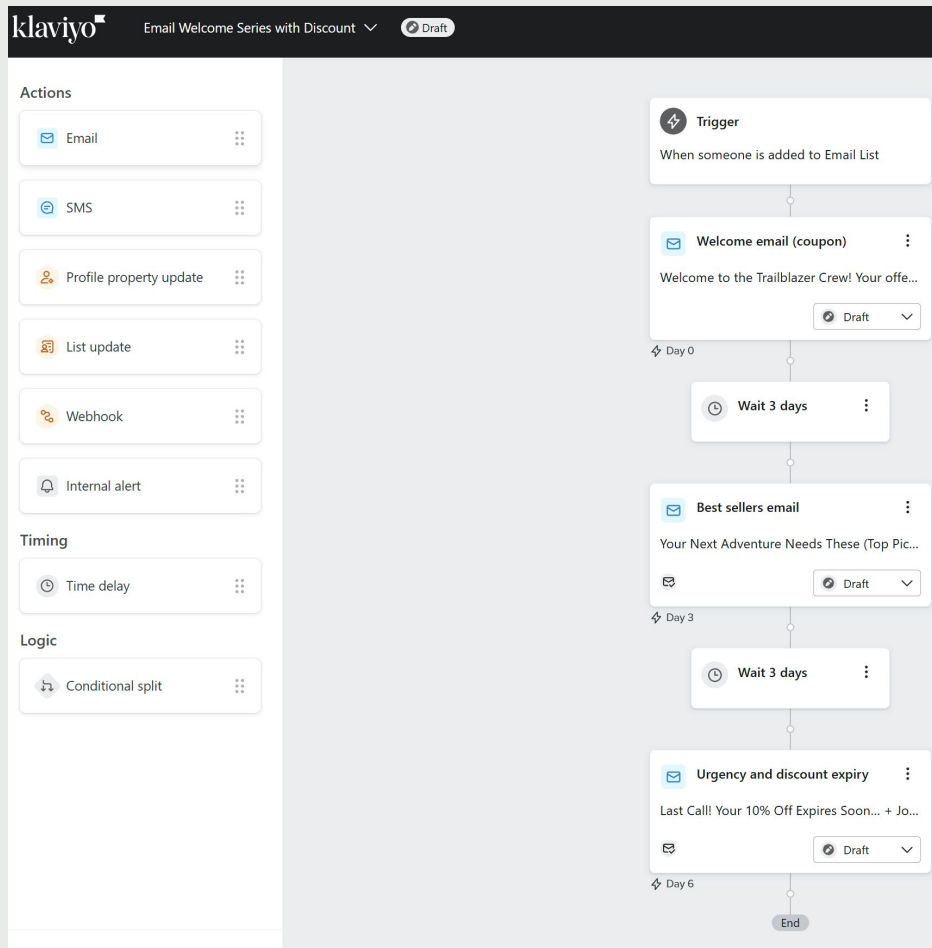 klaviyo
Email Welcome Series with Discount
Draft
Actions
Email
SMS
Profile property update
List update
Webhook
Internal alert
Timing
Time delay
Logic
Conditional split
Trigger
When someone is added to Email List
Welcome email (coupon)
Welcome to the Trailblazer Crew! Your offe...
Draft
Day 0
Wait 3 days
Best sellers email
Your Next Adventure Needs These (Top Pic...
Draft
Day 3
Wait 3 days
Urgency and discount expiry
Last Call! Your 10% Off Expires Soon... + Jo...
Draft
Day 6
End